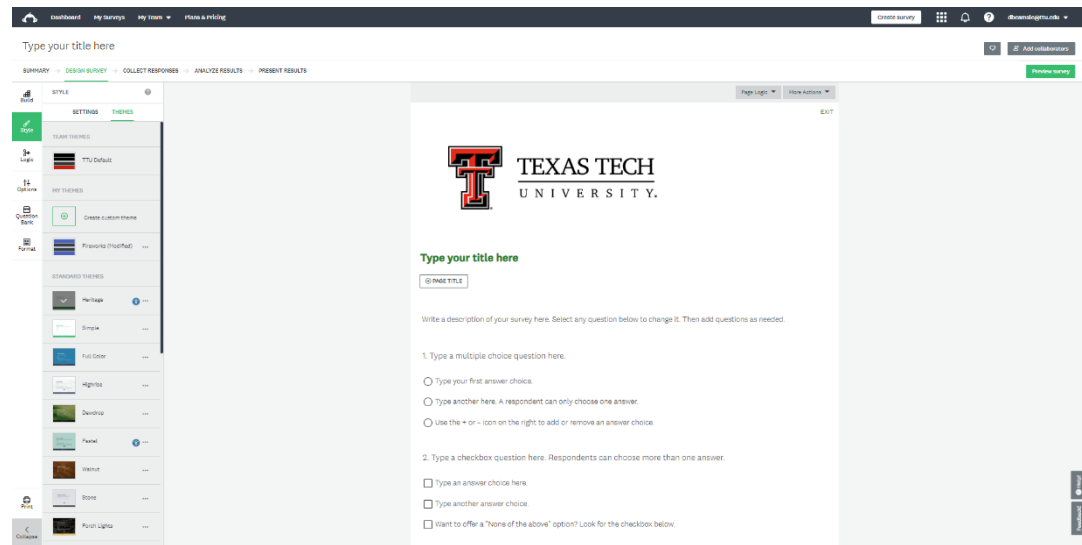 Dashboard My Surveys My Team Plans & Pricing CREATE SURVEY
Type your title here Add collaborators
SUMMARY → DESIGN SURVEY → COLLECT RESPONSES → ANALYZE RESULTS → PRESENT RESULTS Preview survey
Build
Style
Logic
Options
Question
Bank
Format
Print
Collapse
STYLE
SETTINGS THEMES
TEAM THEMES
TTU Default
MY THEMES
Create custom theme
Fireworks (Modified)
STANDARD THEMES
Heritage
Simple
Full Color
Highrise
Dewdrop
Pastel
Walnut
Stone
Porch Lights
Page Logic More Actions
EXIT
TEXAS TECH
UNIVERSITY.
Type your title here
PAGE TITLE
Write a description of your survey here. Select any question below to change it. Then add questions as needed.
1. Type a multiple choice question here.
Type your first answer choice.
Type another here. A respondent can only choose one answer.
Use the + or – icon on the right to add or remove an answer choice.
2. Type a checkbox question here. Respondents can choose more than one answer.
Type an answer choice here.
Type another answer choice.
Want to offer a "None of the above" option? Look for the checkbox below.
Help
Feedback